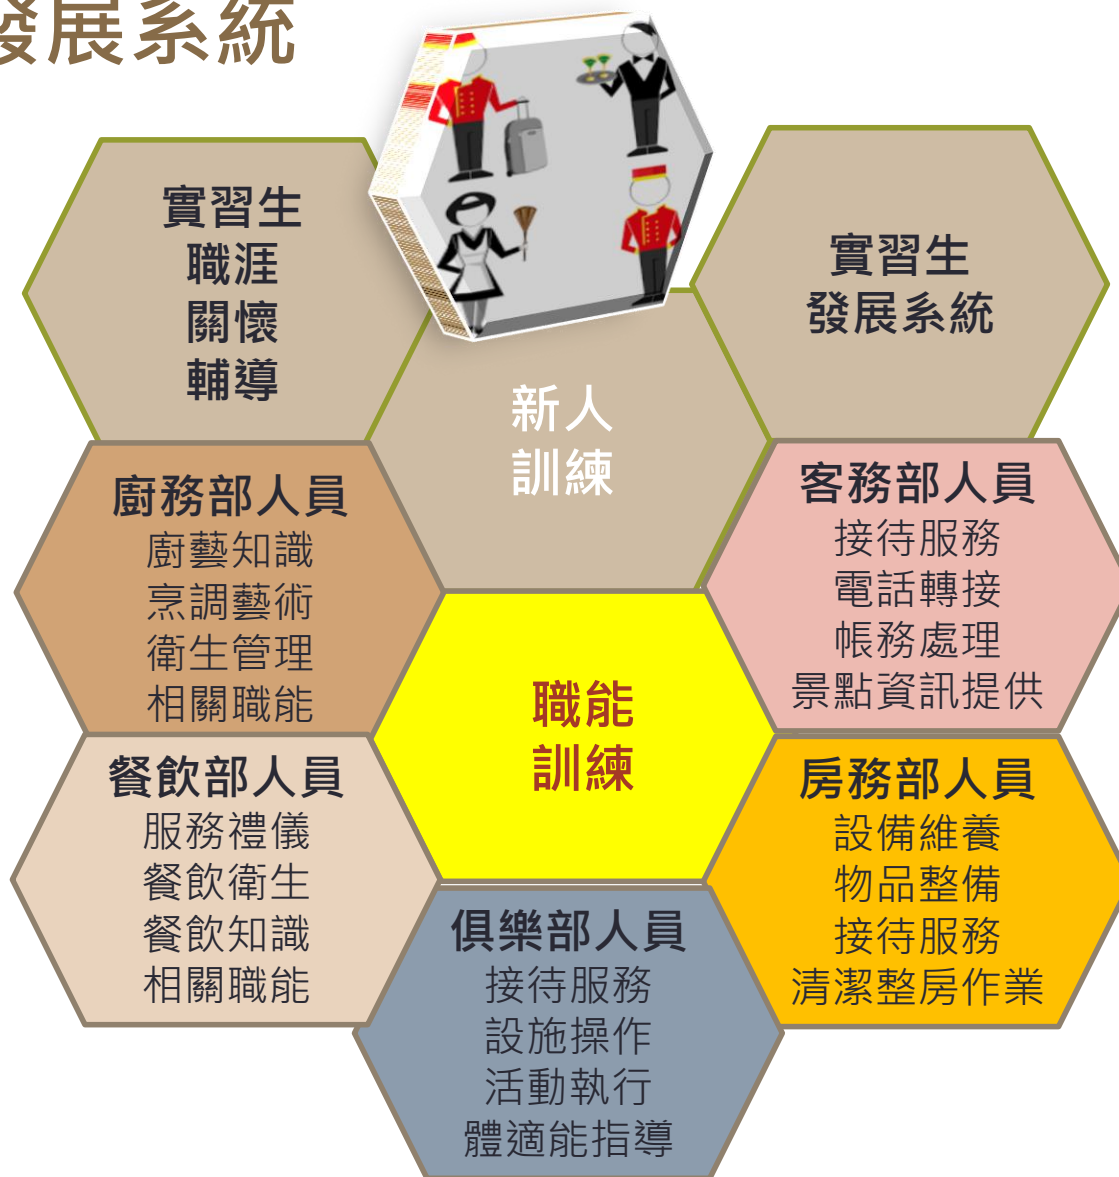 發展系統
實習生
職涯
關懷
輔導
實習生
發展系統
新人
訓練
廚務部人員
廚藝知識
烹調藝術
衛生管理
相關職能
客務部人員
接待服務
電話轉接
帳務處理
景點資訊提供
職能
訓練
餐飲部人員
服務禮儀
餐飲衛生
餐飲知識
相關職能
房務部人員
設備維養
物品整備
接待服務
清潔整房作業
俱樂部人員
接待服務
設施操作
活動執行
體適能指導